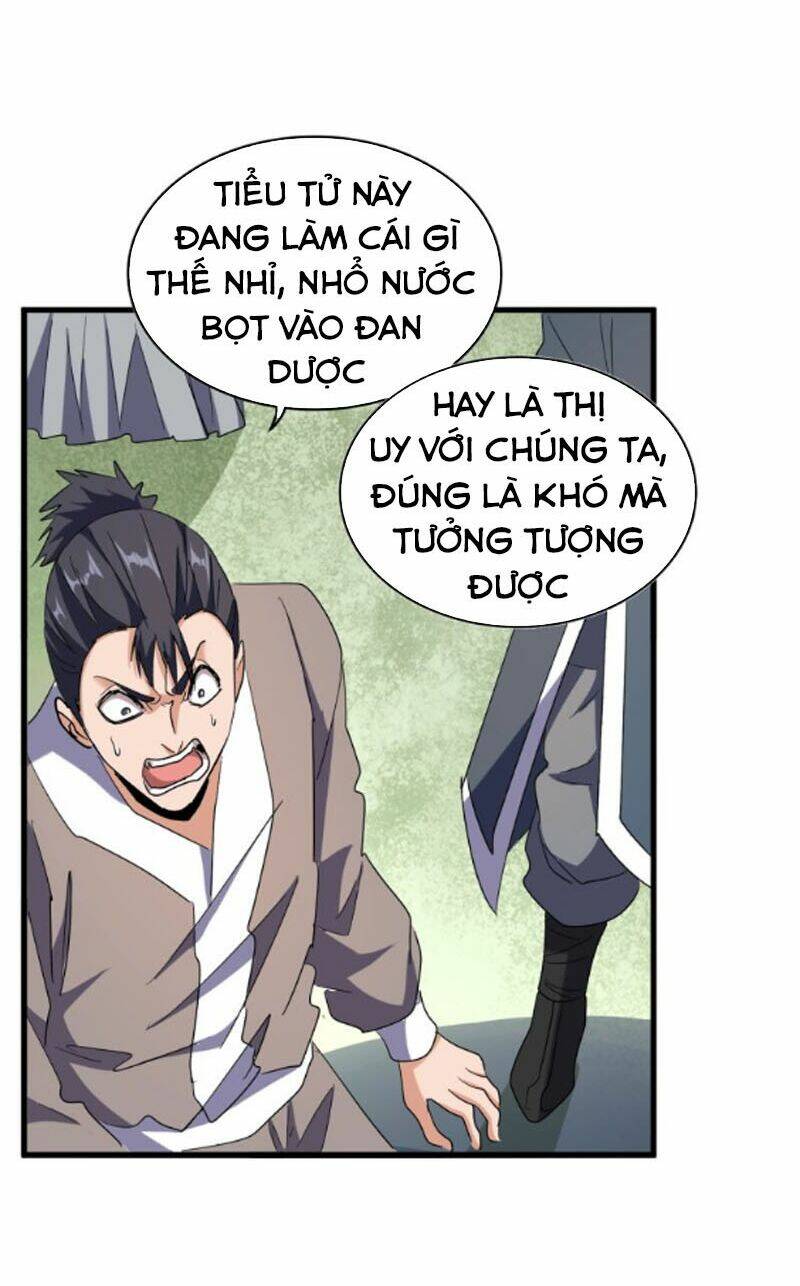 TIỂU TỬ NÀY
ĐANG LÀM CÁI GÌ
THẾ NHỈ, NHỔ NƯỚC
BỌT VÀO ĐAN
DƯỢC
HAY LÀ THỊ
UY VỚI CHÚNG TA,
ĐÚNG LÀ KHÓ MÀ
TƯỞNG TƯỢNG
ĐƯỢC